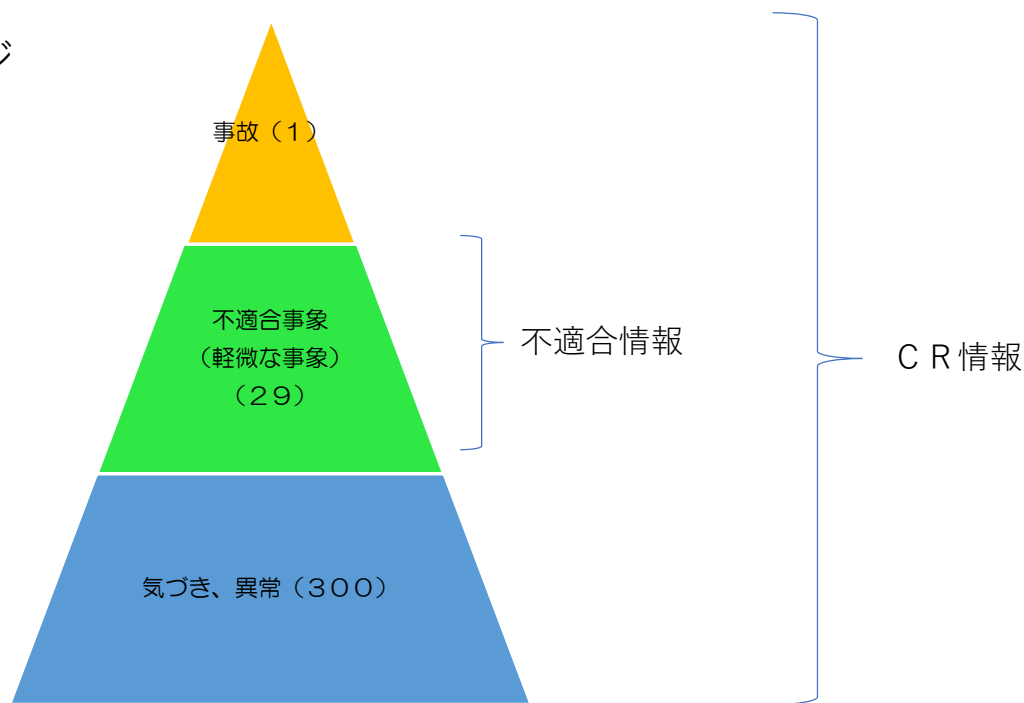 ジ
事故（１）
不適合事象
（軽微な事象）
（２９）
不適合情報
ＣＲ情報
気づき、異常（３００）